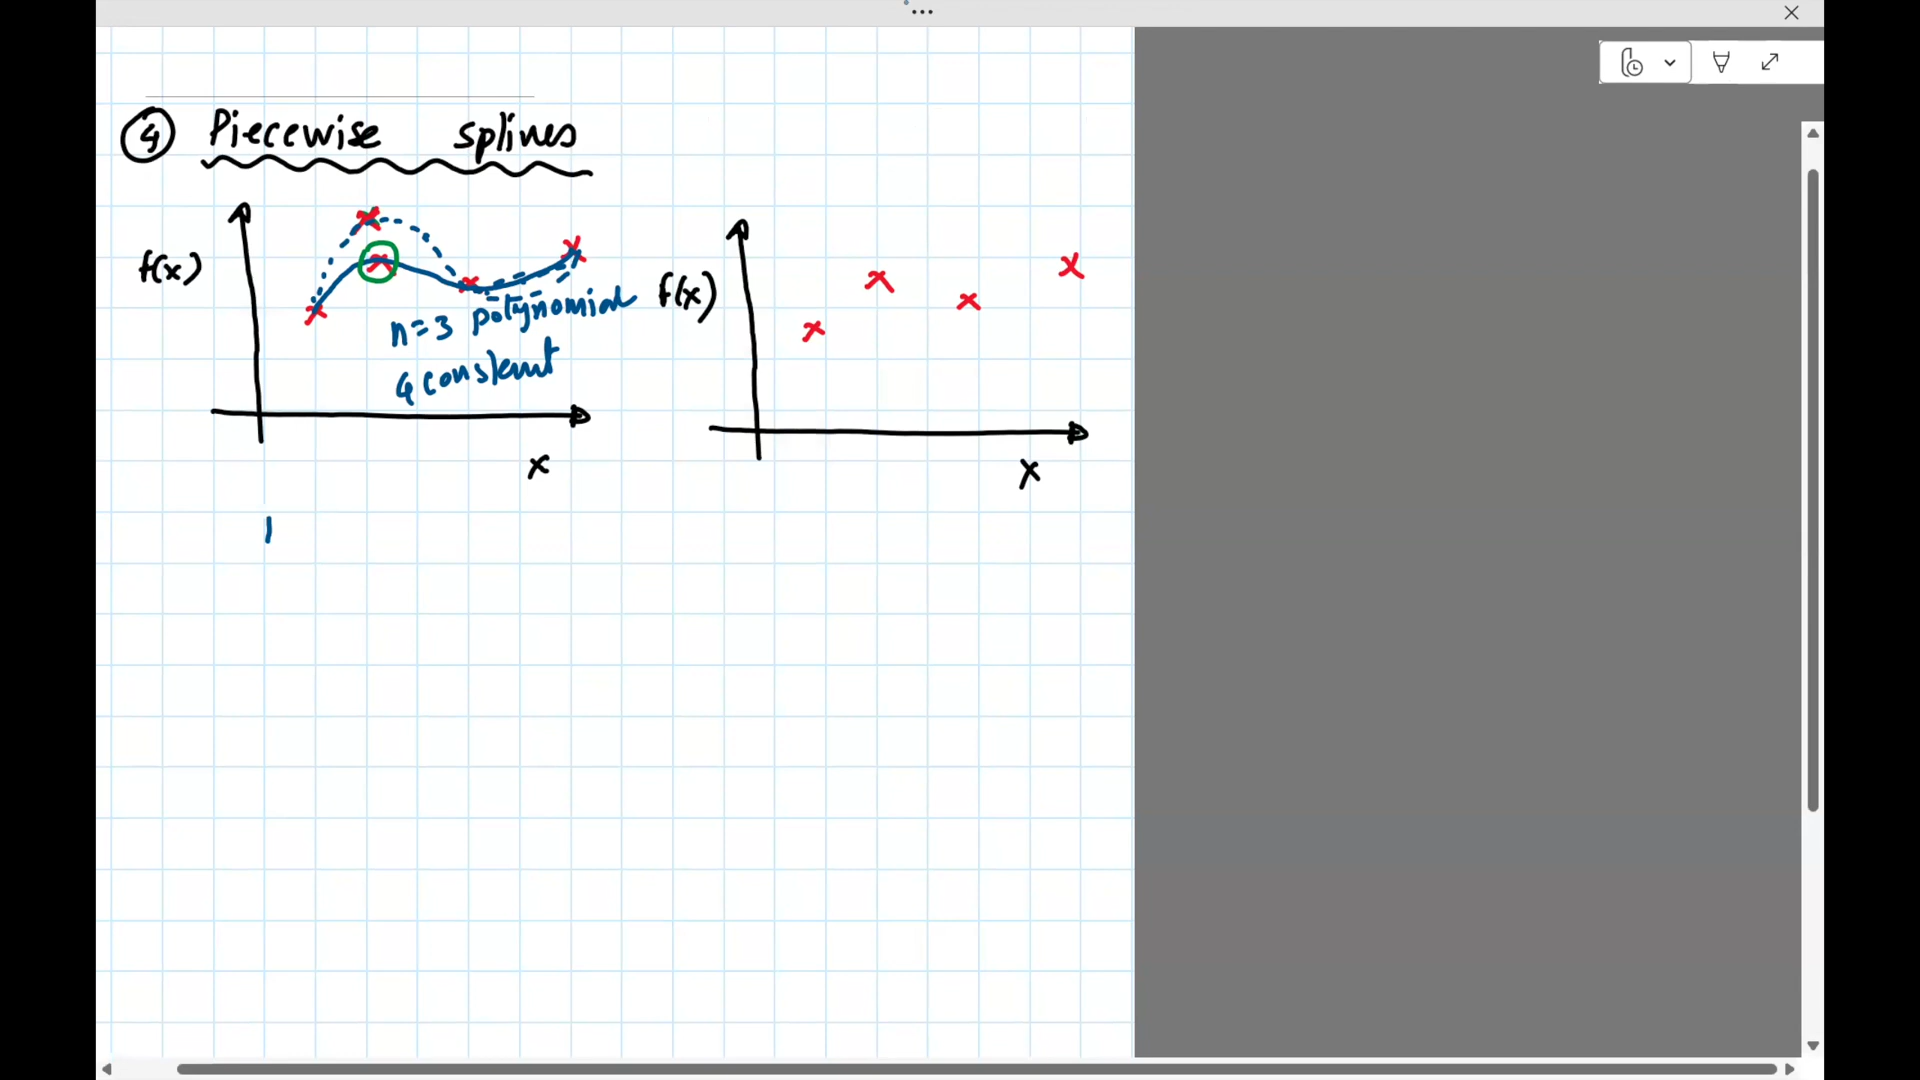 ④ Piecewise splines
f(x)
n=3 polynomial
4 constant
x
f(x)
x